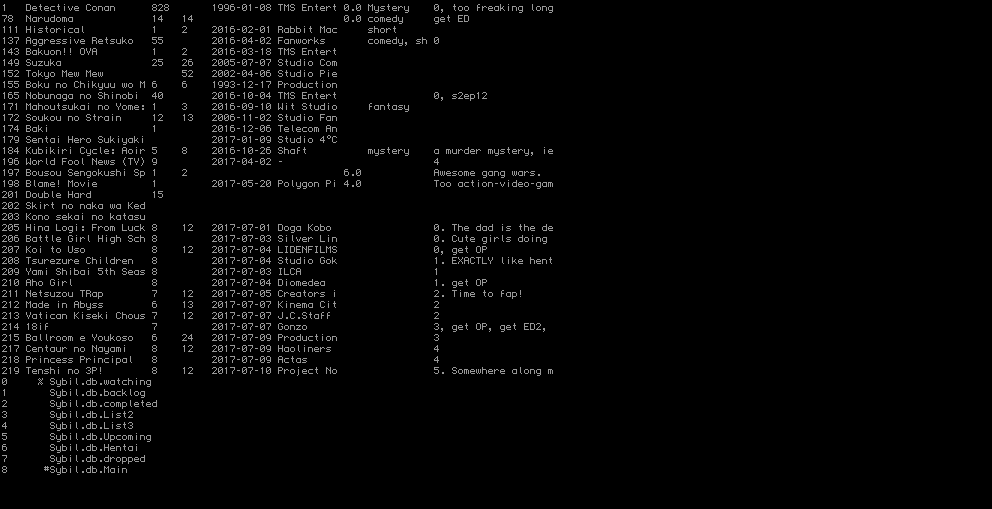 1 Detective Conan 828 1996-01-08 TMS Entert 0.0 Mystery 0, too freaking long
78 Narudoma 14 14 0.0 comedy get ED
111 Historical 1 2 2016-02-01 Rabbit Mac short
137 Aggressive Retsuko 55 2016-04-02 Fanworks comedy, sh 0
143 Bakuon!! OVA 1 2 2016-03-18 TMS Entert
149 Suzuka 25 26 2005-07-07 Studio Com
152 Tokyo Mew Mew 52 2002-04-06 Studio Pie
155 Boku no Chikyuu wo M 6 6 1993-12-17 Production
165 Nobunaga no Shinobi 40 2016-10-04 TMS Entert 0, s2ep12
171 Mahoutsukai no Yome: 1 3 2016-09-10 Wit Studio fantasy
172 Soukou no Strain 12 13 2006-11-02 Studio Fan
174 Baki 1 2016-12-06 Telecom An
179 Sentai Hero Sukiyaki 2017-01-09 Studio 4°C
184 Kubikiri Cycle: Aoir 5 8 2016-10-26 Shaft mystery a murder mystery, ie
196 World Fool News (TV) 9 2017-04-02 - 4
197 Bousou Sengokushi Sp 1 2 6.0 Awesome gang wars.
198 Blame! Movie 1 2017-05-20 Polygon Pi 4.0 Too action-video-gam
201 Double Hard 15
202 Skirt no naka wa Ked
203 Kono sekai no katasu
205 Hina Logi: From Luck 8 12 2017-07-01 Doga Kobo 0. The dad is the de
206 Battle Girl High Sch 8 2017-07-03 Silver Lin 0. Cute girls doing
207 Koi to Uso 8 12 2017-07-04 LIDENFILMS 0, get OP
208 Tsurezure Children 8 2017-07-04 Studio Gok 1. EXACTLY like hent
209 Yami Shibai 5th Seas 8 2017-07-03 ILCA 1
210 Aho Girl 8 2017-07-04 Diomedea 1. get OP
211 Netsuzou TRap 7 12 2017-07-05 Creators i 2. Time to fap!
212 Made in Abyss 6 13 2017-07-07 Kinema Cit 2
213 Vatican Kiseki Chous 7 12 2017-07-07 J.C.Staff 2
214 18if 7 2017-07-07 Gonzo 3, get OP, get ED2,
215 Ballroom e Youkoso 6 24 2017-07-09 Production 3
217 Centaur no Nayami 8 12 2017-07-09 Haoliners 4
218 Princess Principal 8 2017-07-09 Actas 4
219 Tenshi no 3P! 8 12 2017-07-10 Project No 5. Somewhere along m
0 % Sybil.db.watching
1 Sybil.db.backlog
2 Sybil.db.completed
3 Sybil.db.List2
4 Sybil.db.List3
5 Sybil.db.Upcoming
6 Sybil.db.Hentai
7 Sybil.db.dropped
8 #Sybil.db.Main